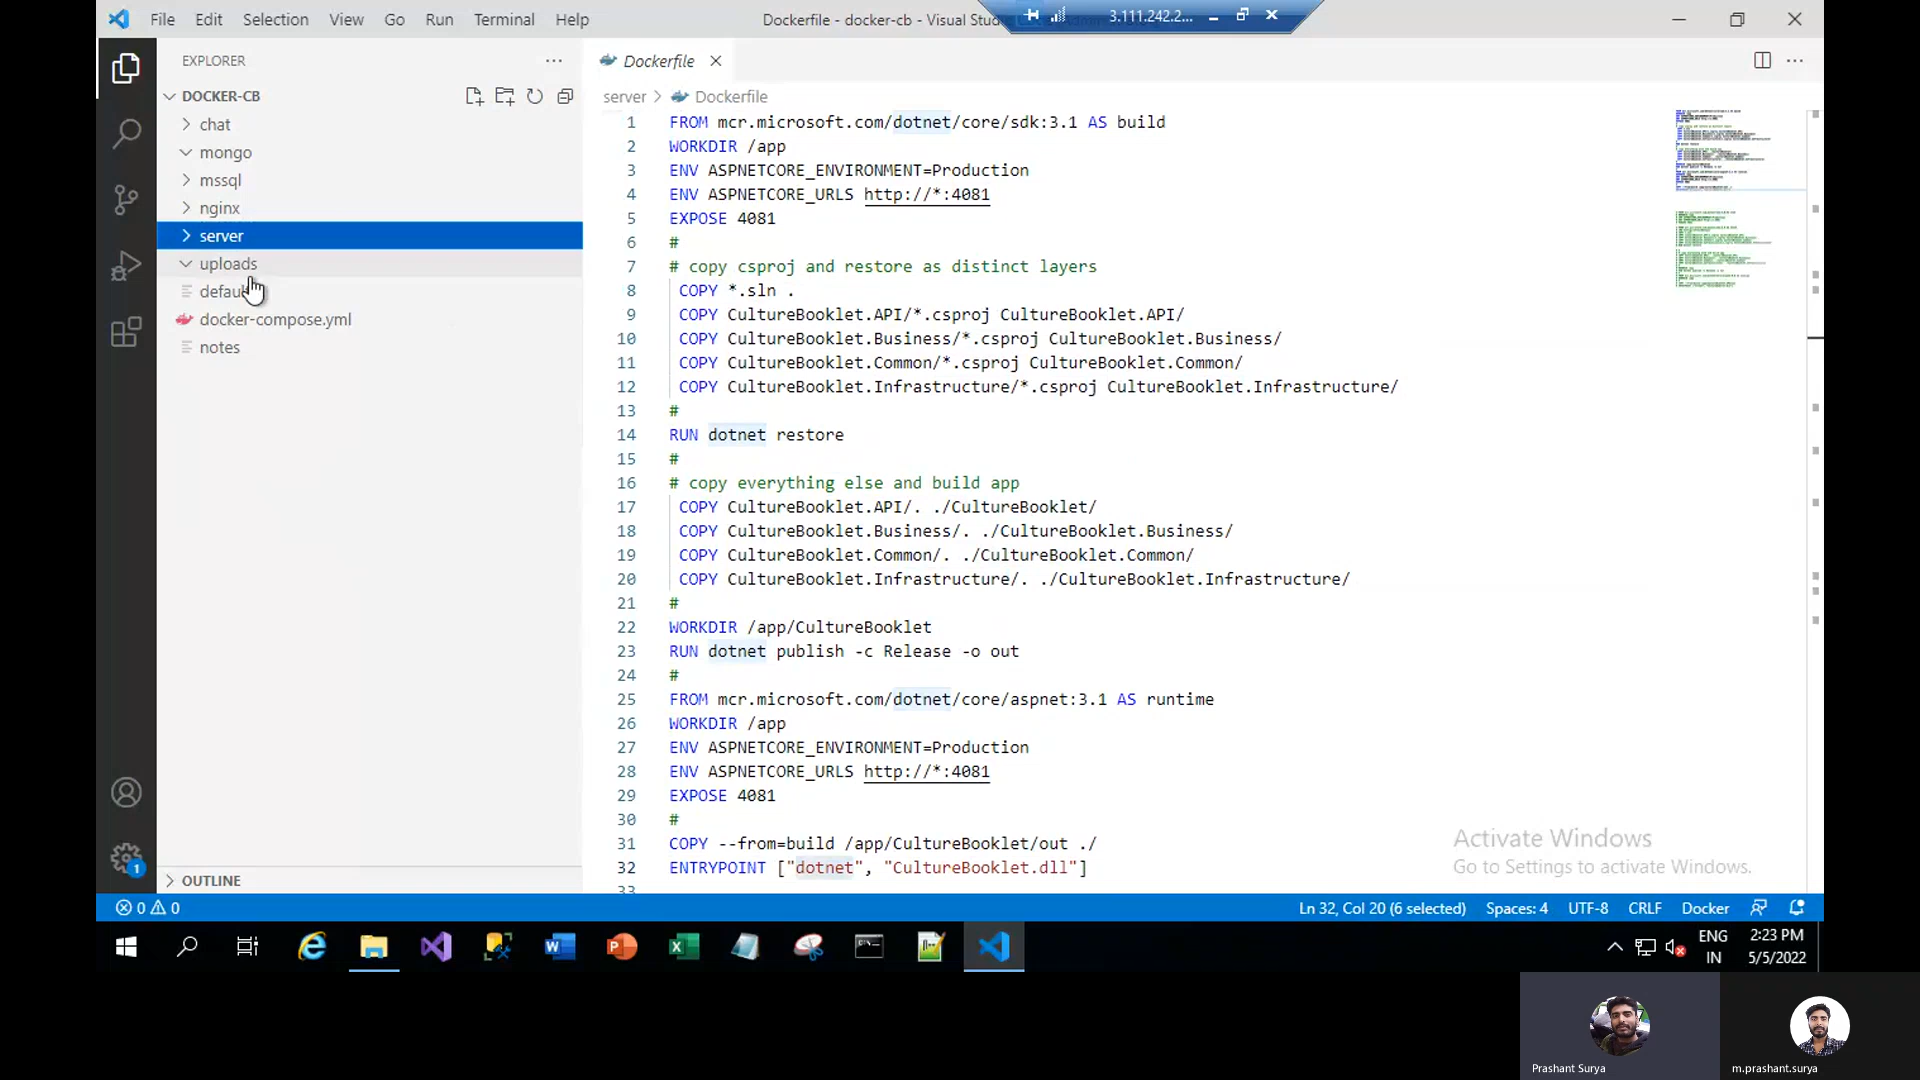 File Edit Selection View Go Run Terminal Help
Dockerfile - docker-cb - Visual
3.111.242.2...
EXPLORER
Dockerfile
DOCKER-CB
server > Dockerfile
chat
mongo
mssql
nginx
server
uploads
docker-compose.yml
notes
1 FROM mcr.microsoft.com/dotnet/core/sdk:3.1 AS build
2 WORKDIR /app
3 ENV ASPNETCORE_ENVIRONMENT=Production
4 ENV ASPNETCORE_URLS http://*:4081
5 EXPOSE 4081
6 #
7 # copy csproj and restore as distinct layers
8 COPY *.sln .
9 COPY CultureBooklet.API/*.csproj CultureBooklet.API/
10 COPY CultureBooklet.Business/*.csproj CultureBooklet.Business/
11 COPY CultureBooklet.Common/*.csproj CultureBooklet.Common/
12 COPY CultureBooklet.Infrastructure/*.csproj CultureBooklet.Infrastructure/
13 #
14 RUN dotnet restore
15 #
16 # copy everything else and build app
17 COPY CultureBooklet.API/. ./CultureBooklet/
18 COPY CultureBooklet.Business/. ./CultureBooklet.Business/
19 COPY CultureBooklet.Common/. ./CultureBooklet.Common/
20 COPY CultureBooklet.Infrastructure/. ./CultureBooklet.Infrastructure/
21 #
22 WORKDIR /app/CultureBooklet
23 RUN dotnet publish -c Release -o out
24 #
25 FROM mcr.microsoft.com/dotnet/core/aspnet:3.1 AS runtime
26 WORKDIR /app
27 ENV ASPNETCORE_ENVIRONMENT=Production
28 ENV ASPNETCORE_URLS http://*:4081
29 EXPOSE 4081
30 #
31 COPY --from=build /app/CultureBooklet/out ./
32 ENTRYPOINT ["dotnet", "CultureBooklet.dll"]
33
Activate Windows
Go to Settings to activate Windows.
OUTLINE
0 0
Ln 32, Col 20 (6 selected) Spaces: 4 UTF-8 CRLF Docker
ENG
IN
2:23 PM
5/5/2022
Prashant Surya
m.prashant.surya